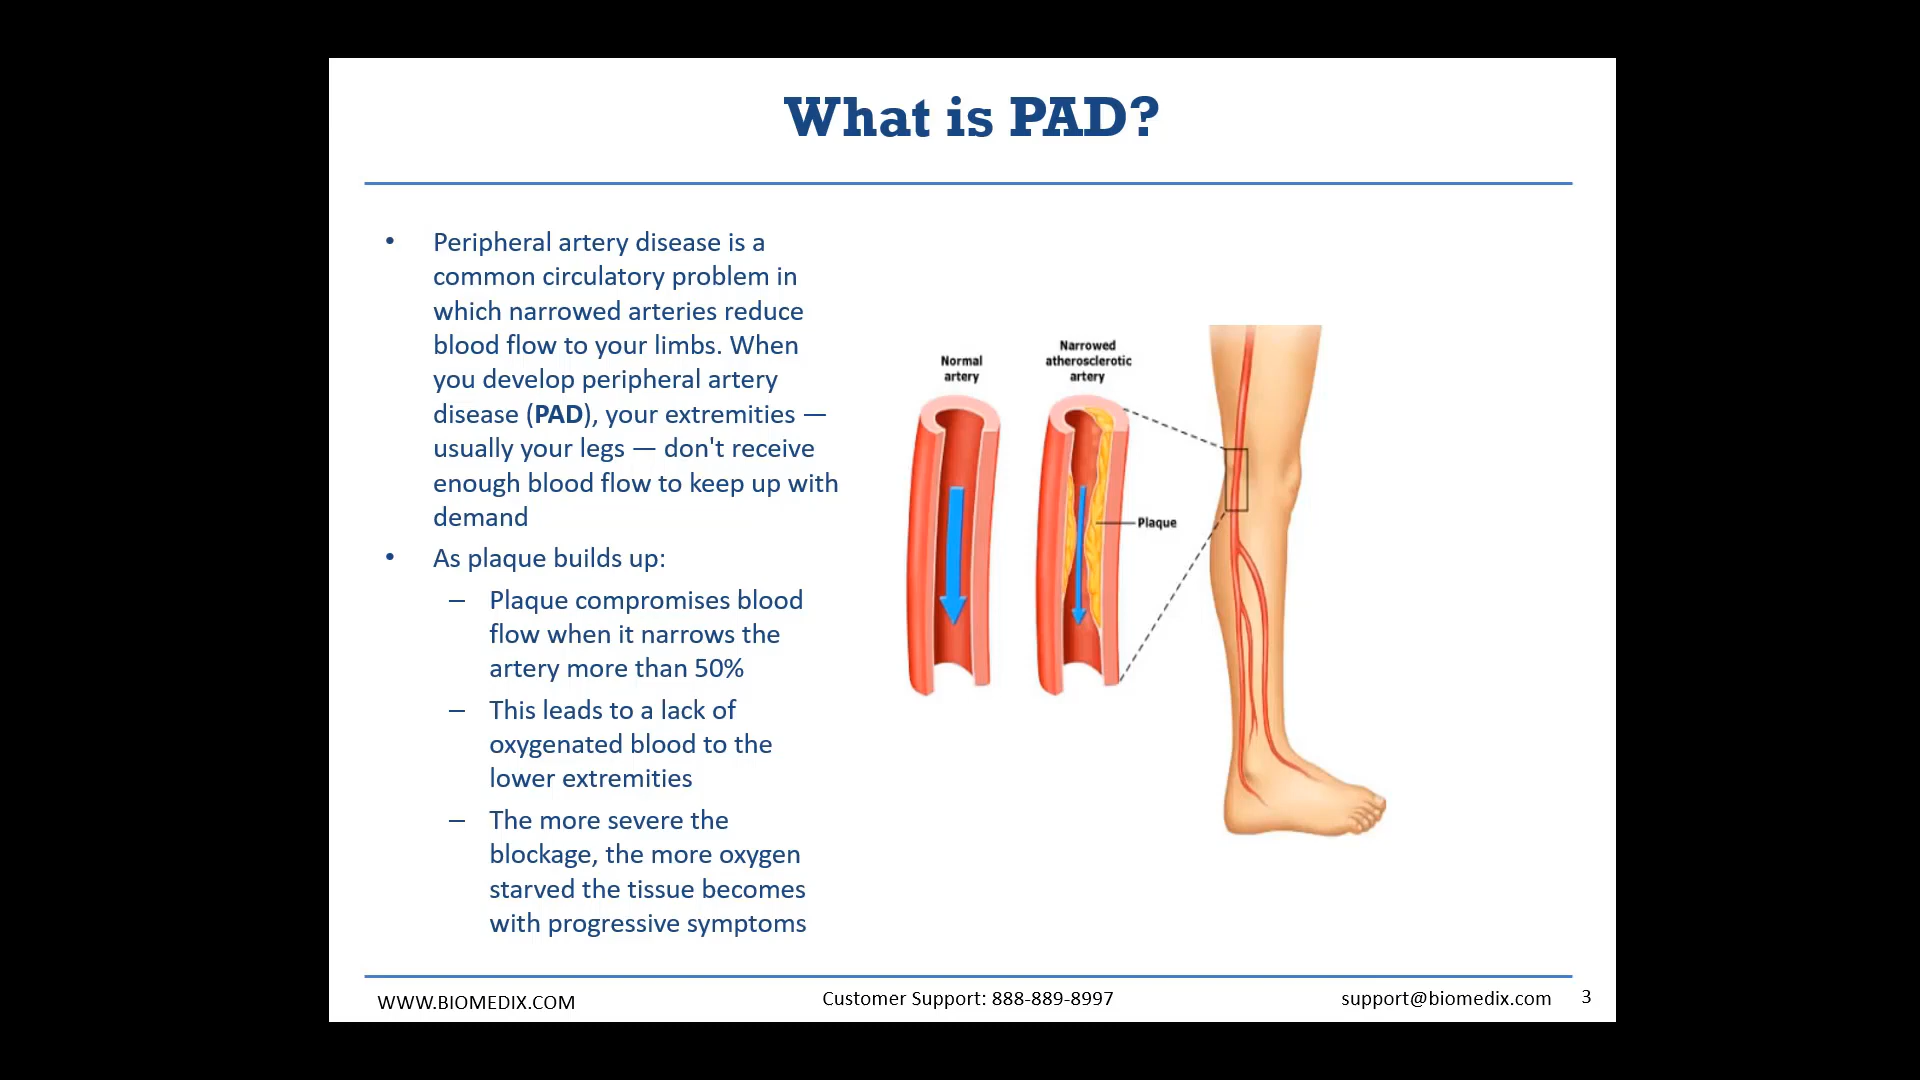 What is PAD?
• Peripheral artery disease is a
common circulatory problem in
which narrowed arteries reduce
blood flow to your limbs. When
you develop peripheral artery
disease (PAD), your extremities —
usually your legs — don't receive
enough blood flow to keep up with
demand
• As plaque builds up:
– Plaque compromises blood
flow when it narrows the
artery more than 50%
– This leads to a lack of
oxygenated blood to the
lower extremities
– The more severe the
blockage, the more oxygen
starved the tissue becomes
with progressive symptoms
Normal
artery
Narrowed
atherosclerotic
artery
Plaque
WWW.BIOMEDIX.COM
Customer Support: 888-889-8997
support@biomedix.com
3